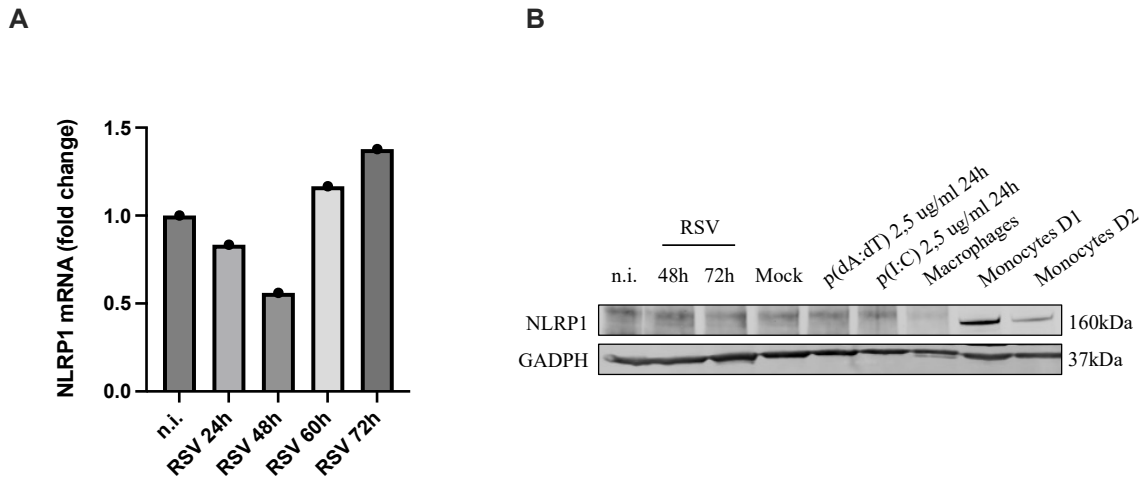 A
B
NLRP1 mRNA (fold change)
1.5
1.0
0.5
0.0
n.i.
RSV 24h
RSV 48h
RSV 60h
RSV 72h
RSV
n.i.
48h
72h
Mock
p(dA:dT) 2,5 ug/ml 24h
p(I:C) 2,5 ug/ml 24h
Macrophages
Monocytes D1
Monocytes D2
NLRP1
160kDa
GADPH
37kDa